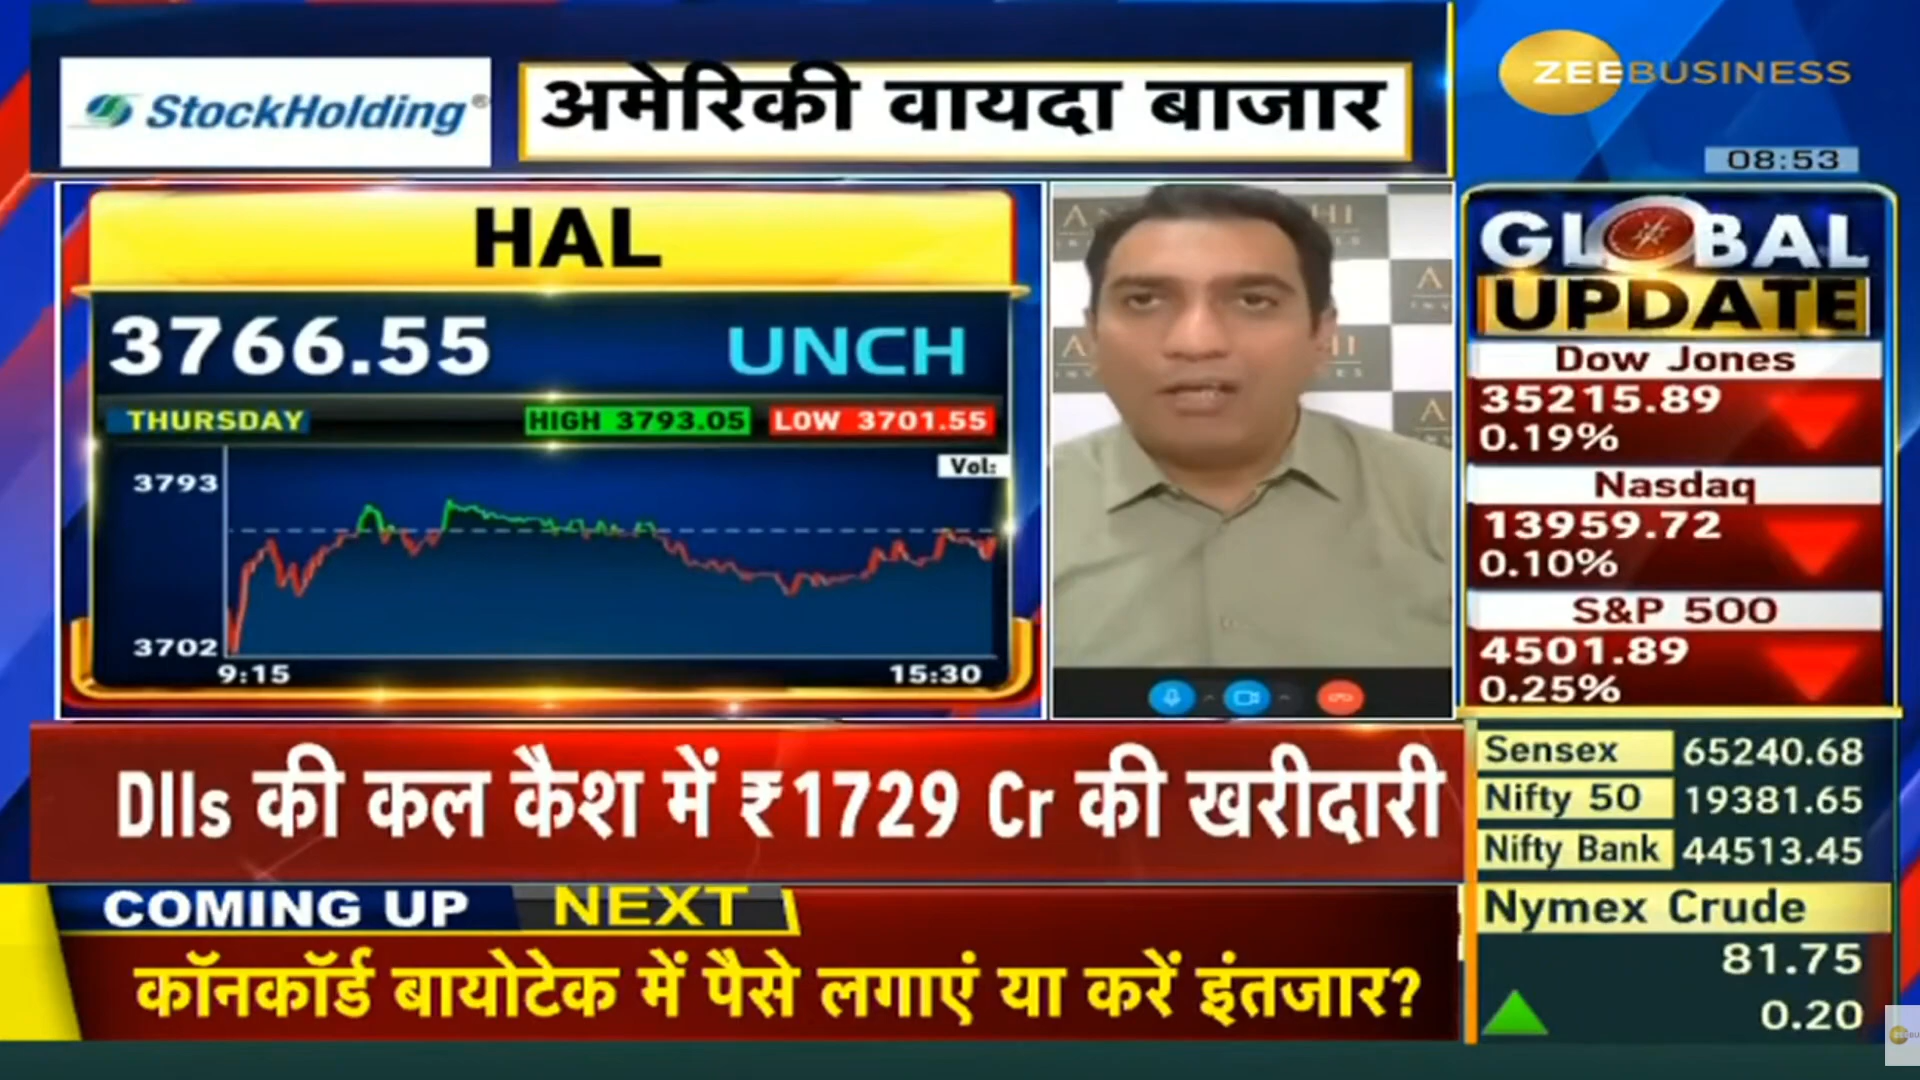 StockHolding®
अमेरिकी वायदा बाजार
ZEEBUSINESS
08:53
HAL
3766.55 UNCH
THURSDAY HIGH 3793.05 LOW 3701.55
Vol:
3793
3702
9:15 15:30
GLOBAL
UPDATE
Dow Jones
35215.89
0.19%
Nasdaq
13959.72
0.10%
S&P 500
4501.89
0.25%
DIIs की कल कैश में ₹1729 Cr की खरीदारी
Sensex 65240.68
Nifty 50 19381.65
Nifty Bank 44513.45
Nymex Crude
81.75
0.20
COMING UP NEXT
कॉनकॉर्ड बायोटेक में पैसे लगाएं या करें इंतजार?